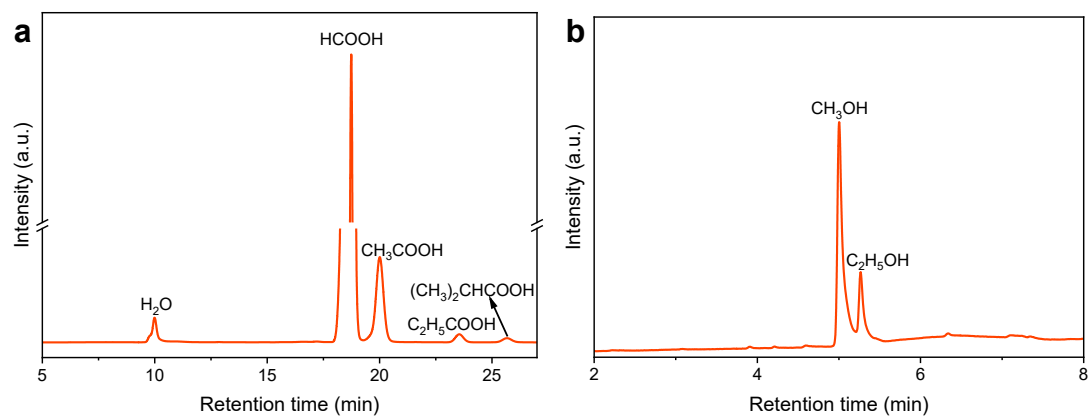 a
HCOOH
CH₃COOH
(CH₃)₂CHCOOH
H₂O
C₂H₅COOH
Intensity (a.u.)
5 10 15 20 25
Retention time (min)
b
CH₃OH
C₂H₅OH
Intensity (a.u.)
2 4 6 8
Retention time (min)